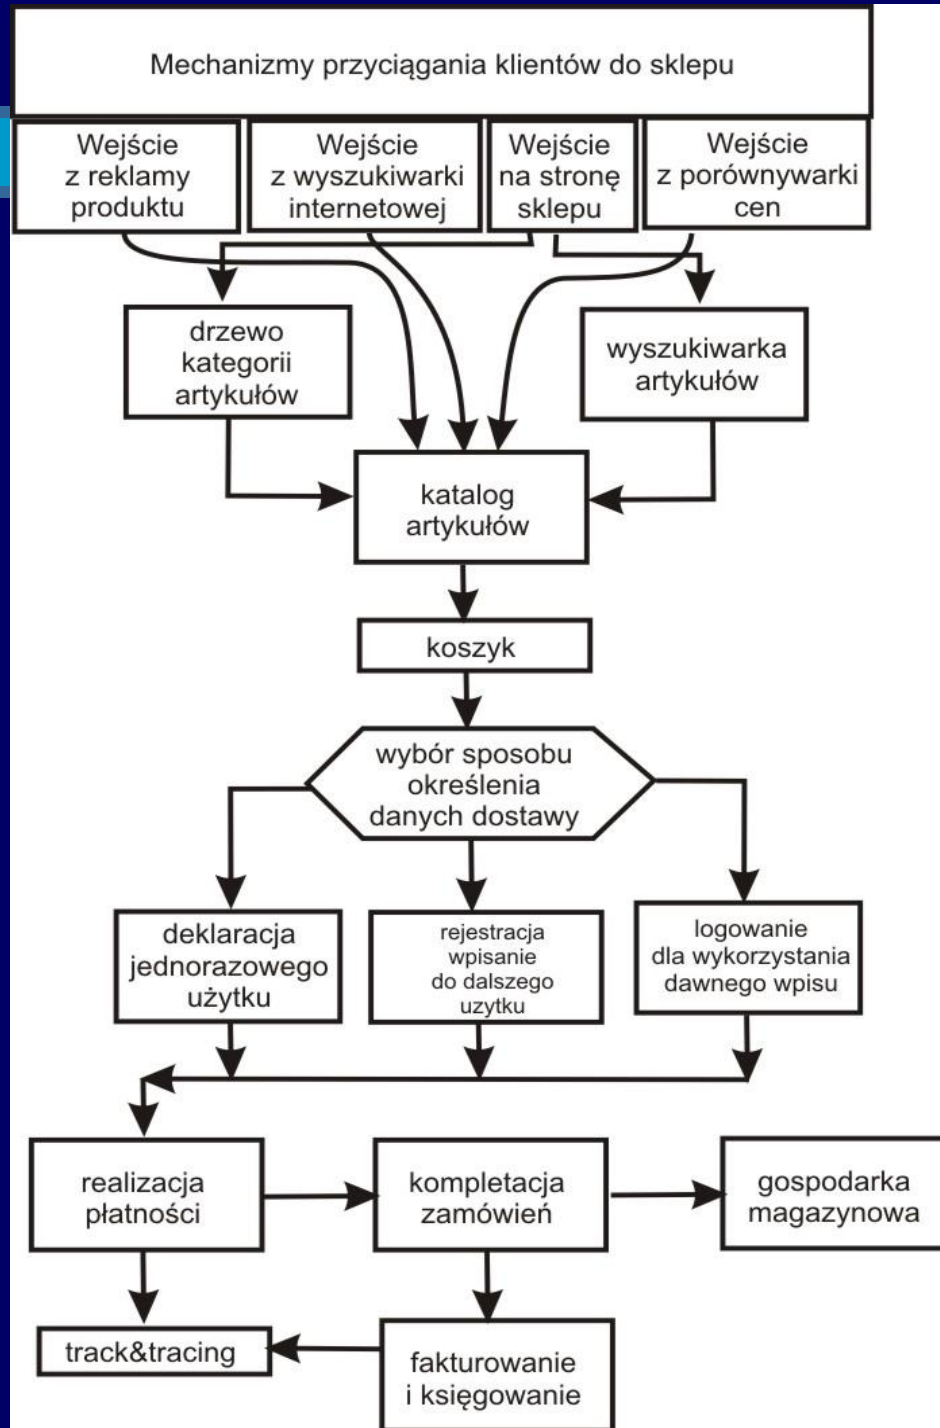 Mechanizmy przyciągania klientów do sklepu
Wejście
z reklamy
produktu
Wejście
z wyszukiwarki
internetowej
Wejście
na stronę
sklepu
Wejście
z porównywarki
cen
drzewo
kategorii
artykułów
wyszukiwarka
artykułów
katalog
artykułów
koszyk
wybór sposobu
określenia
danych dostawy
deklaracja
jednorazowego
użytku
rejestracja
wpisanie
do dalszego
uzytku
logowanie
dla wykorzystania
dawnego wpisu
realizacja
płatności
kompletacja
zamówień
gospodarka
magazynowa
track&tracing
fakturowanie
i księgowanie